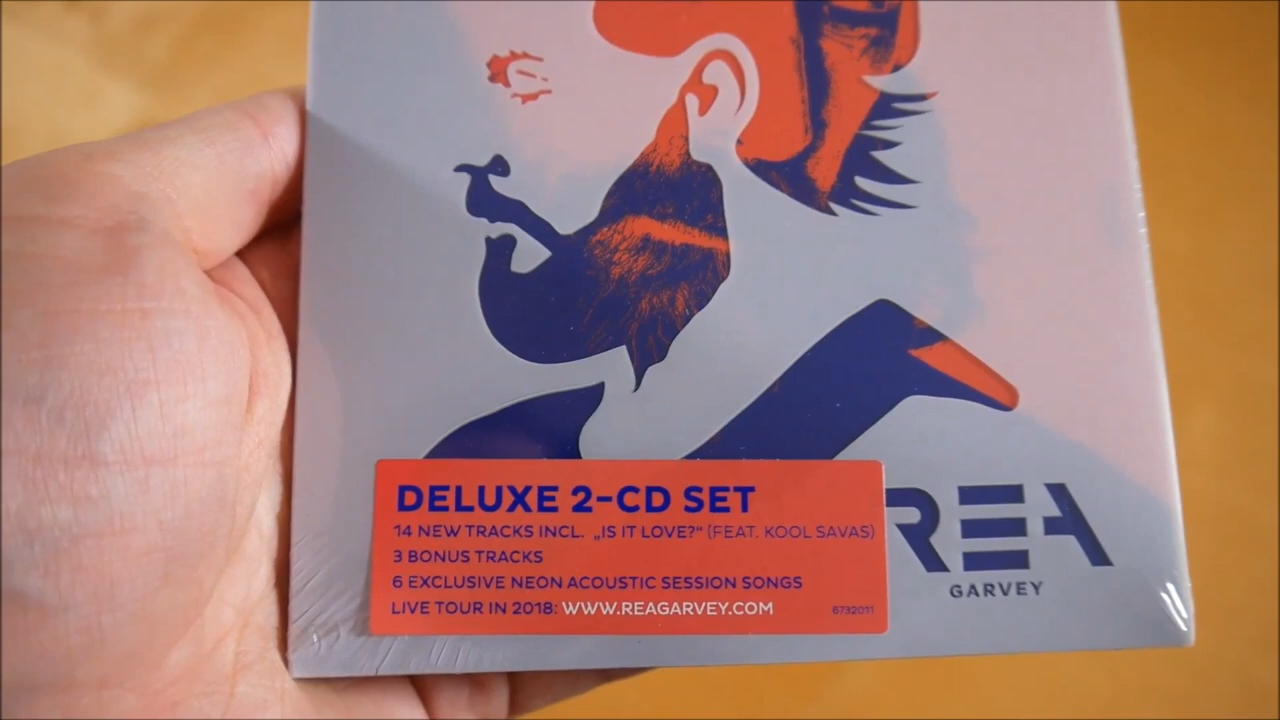 DELUXE 2-CD SET
14 NEW TRACKS INCL. „IS IT LOVE?“ (FEAT. KOOL SAVAS)
3 BONUS TRACKS
6 EXCLUSIVE NEON ACOUSTIC SESSION SONGS
LIVE TOUR IN 2018: WWW.REAGARVEY.COM
6732011
REA
GARVEY